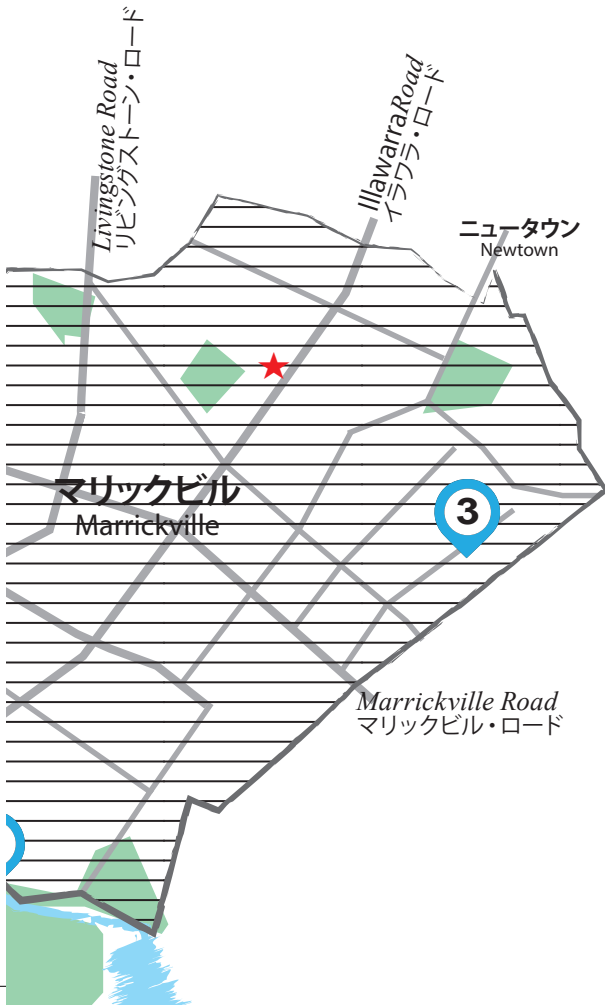 Livingstone Road
リビングストーン・ロード
IllawarraRoad
イラワラ・ロード
ニュータウン
Newtown
マリックビル
Marrickville
3
Marrickville Road
マリックビル・ロード